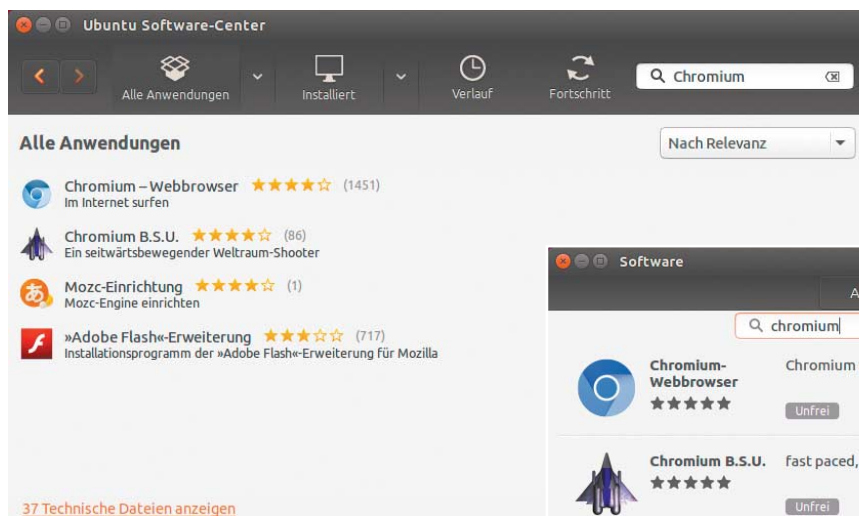 Ubuntu Software-Center
Alle Anwendungen
Installiert
Verlauf
Fortschritt
Chromium
Alle Anwendungen
Nach Relevanz
Chromium – Webbrowser (1451)
Im Internet surfen
Chromium B.S.U. (86)
Ein seitwärtsbewegender Weltraum-Shooter
Mozc-Einrichtung (1)
Mozc-Engine einrichten
»Adobe Flash«-Erweiterung (717)
Installationsprogramm der »Adobe Flash«-Erweiterung für Mozilla
37 Technische Dateien anzeigen
Software
A
chromium
Chromium-
Webbrowser
Chromium
Unfrei
Chromium B.S.U.
fast paced,
Unfrei
あ